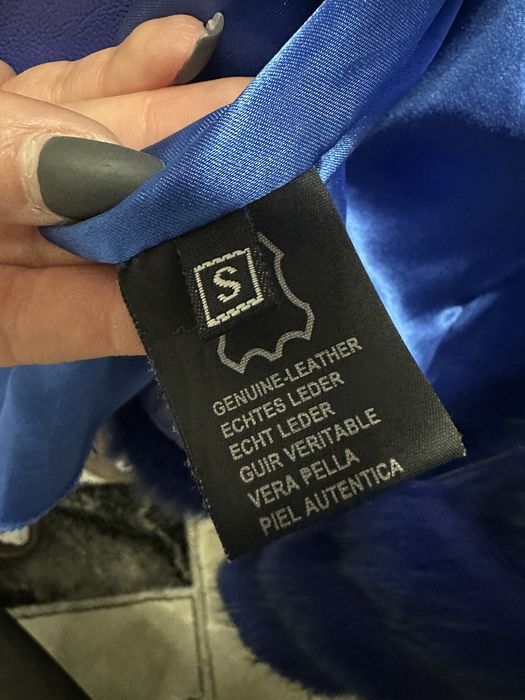 S
GENUINE-LEATHER
ECHTES LEDER
ECHT LEDER
GUIR VERITABLE
VERA PELLA
PIEL AUTENTICA